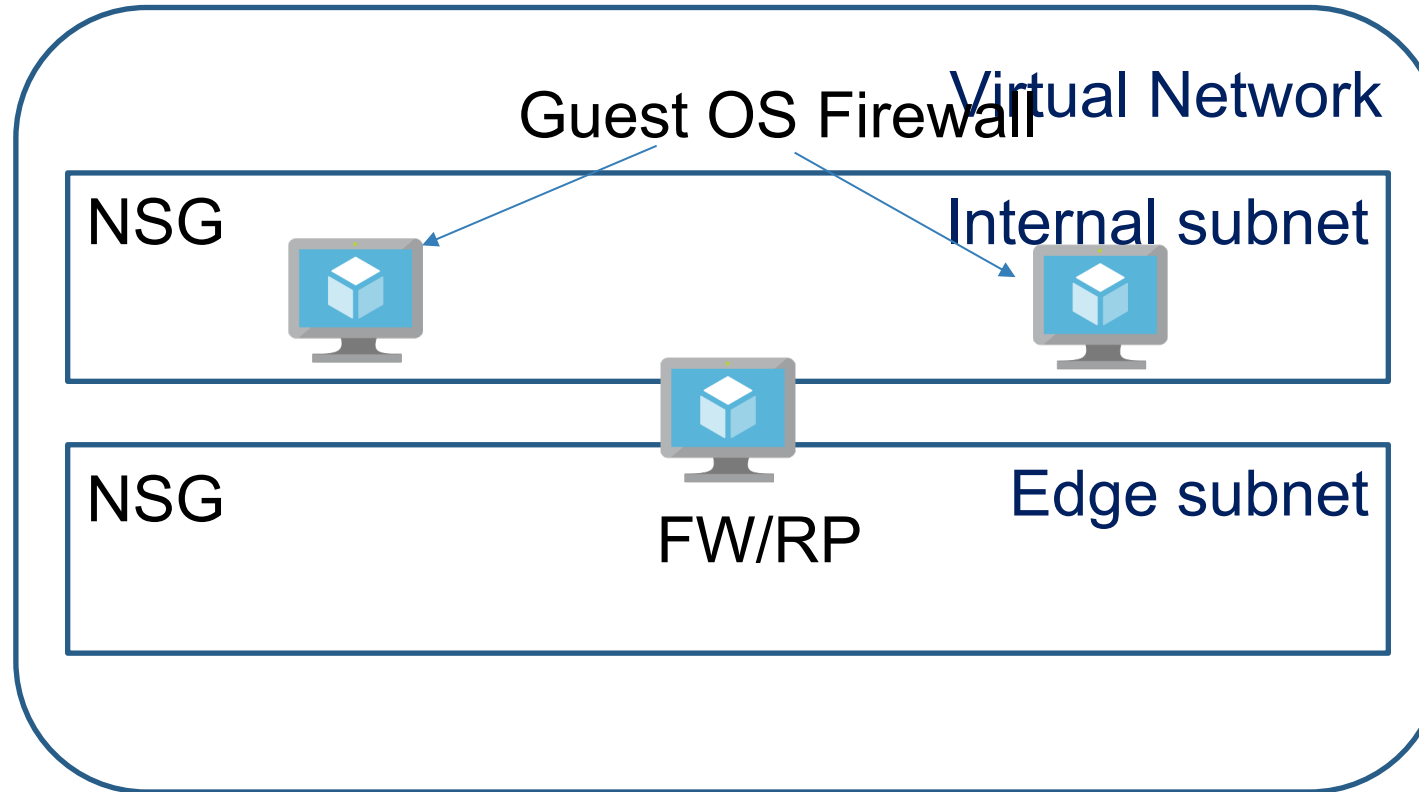 Virtual Network
Guest OS Firewall
NSG
Internal subnet
NSG
Edge subnet
FW/RP